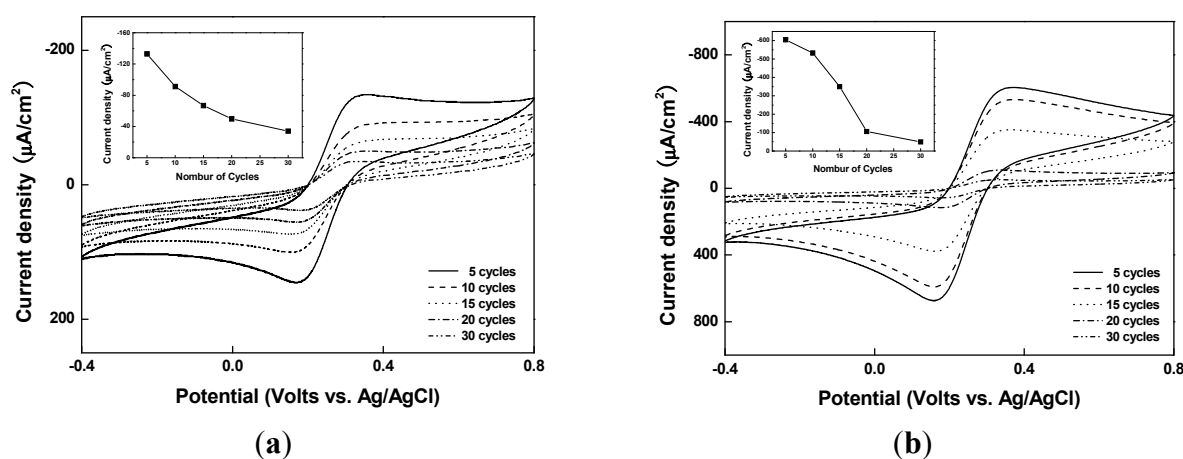 -200
0
200
Current density (μA/cm²)
-160
-120
-80
-40
0
Current density (μA/cm²)
5 10 15 20 25 30
Nombur of Cycles
5 cycles
10 cycles
15 cycles
20 cycles
30 cycles
-0.4 0.0 0.4 0.8
Potential (Volts vs. Ag/AgCl)
(a)
-800
-400
0
400
800
Current density (μA/cm²)
-600
-500
-400
-300
-200
-100
0
Current density (μA/cm²)
5 10 15 20 25 30
Nombur of Cycles
5 cycles
10 cycles
15 cycles
20 cycles
30 cycles
-0.4 0.0 0.4 0.8
Potential (Volts vs. Ag/AgCl)
(b)